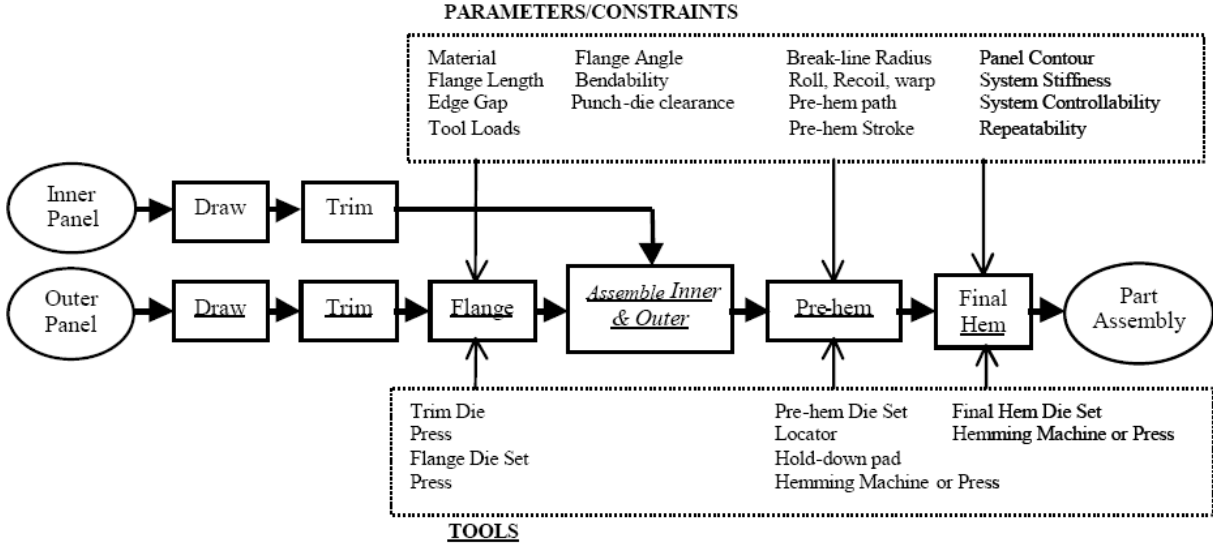 PARAMETERS/CONSTRAINTS
Material
Flange Length
Edge Gap
Tool Loads
Flange Angle
Bendability
Punch-die clearance
Break-line Radius
Roll, Recoil, warp
Pre-hem path
Pre-hem Stroke
Panel Contour
System Stiffness
System Controllability
Repeatability
Inner
Panel
Draw
Trim
Outer
Panel
Draw
Trim
Flange
Assemble Inner
& Outer
Pre-hem
Final
Hem
Part
Assembly
Trim Die
Press
Flange Die Set
Press
Pre-hem Die Set
Locator
Hold-down pad
Hemming Machine or Press
Final Hem Die Set
Hemming Machine or Press
TOOLS